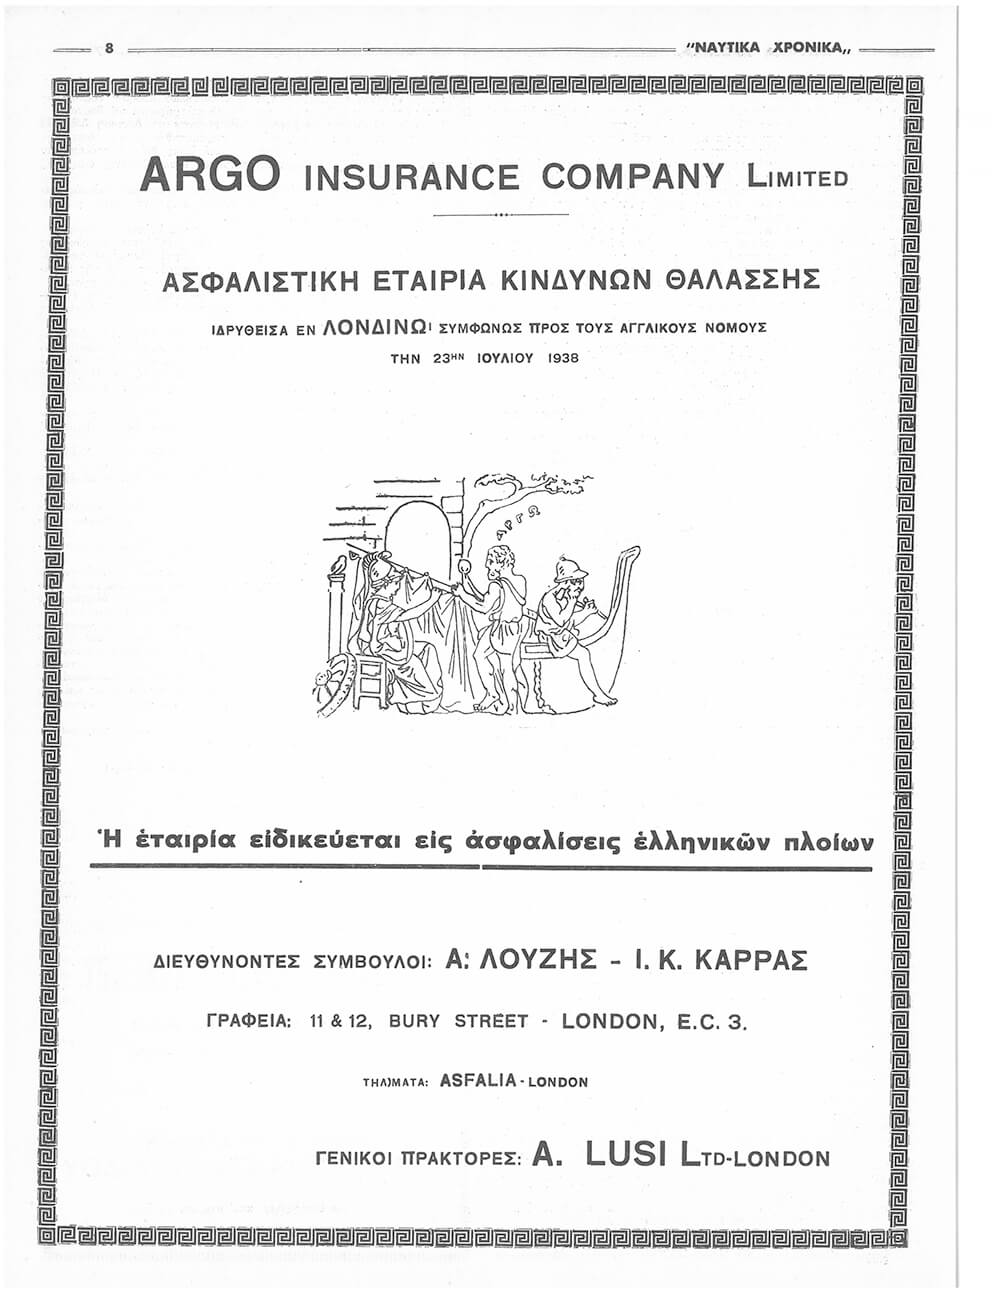 8 "ΝΑΥΤΙΚΑ ΧΡΟΝΙΚΑ„
ARGO INSURANCE COMPANY LIMITED
ΑΣΦΑΛΙΣΤΙΚΗ ΕΤΑΙΡΙΑ ΚΙΝΔΥΝΩΝ ΘΑΛΑΣΣΗΣ
ΙΔΡΥΘΕΙΣΑ ΕΝ ΛΟΝΔΙΝΩι ΣΥΜΦΩΝΩΣ ΠΡΟΣ ΤΟΥΣ ΑΓΓΛΙΚΟΥΣ ΝΟΜΟΥΣ
ΤΗΝ 23ΗΝ ΙΟΥΛΙΟΥ 1938
ΑΡΓΩ
Ἡ ἑταιρία εἰδικεύεται εἰς ἀσφαλίσεις ἑλληνικῶν πλοίων
ΔΙΕΥΘΥΝΟΝΤΕΣ ΣΥΜΒΟΥΛΟΙ: Α. ΛΟΥΖΗΣ - Ι. Κ. ΚΑΡΡΑΣ
ΓΡΑΦΕΙΑ: 11 & 12, BURY STREET - LONDON, E.C. 3.
ΤΗΛ)ΜΑΤΑ: ASFALIA - LONDON
ΓΕΝΙΚΟΙ ΠΡΑΚΤΟΡΕΣ: A. LUSI LTD-LONDON